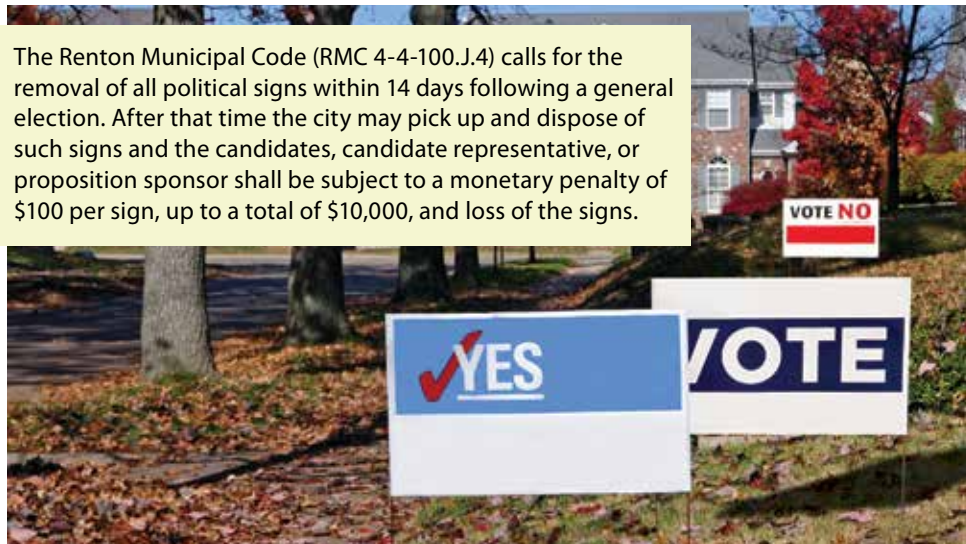 The Renton Municipal Code (RMC 4-4-100.J.4) calls for the
removal of all political signs within 14 days following a general
election. After that time the city may pick up and dispose of
such signs and the candidates, candidate representative, or
proposition sponsor shall be subject to a monetary penalty of
$100 per sign, up to a total of $10,000, and loss of the signs.
VOTE NO
YES
VOTE